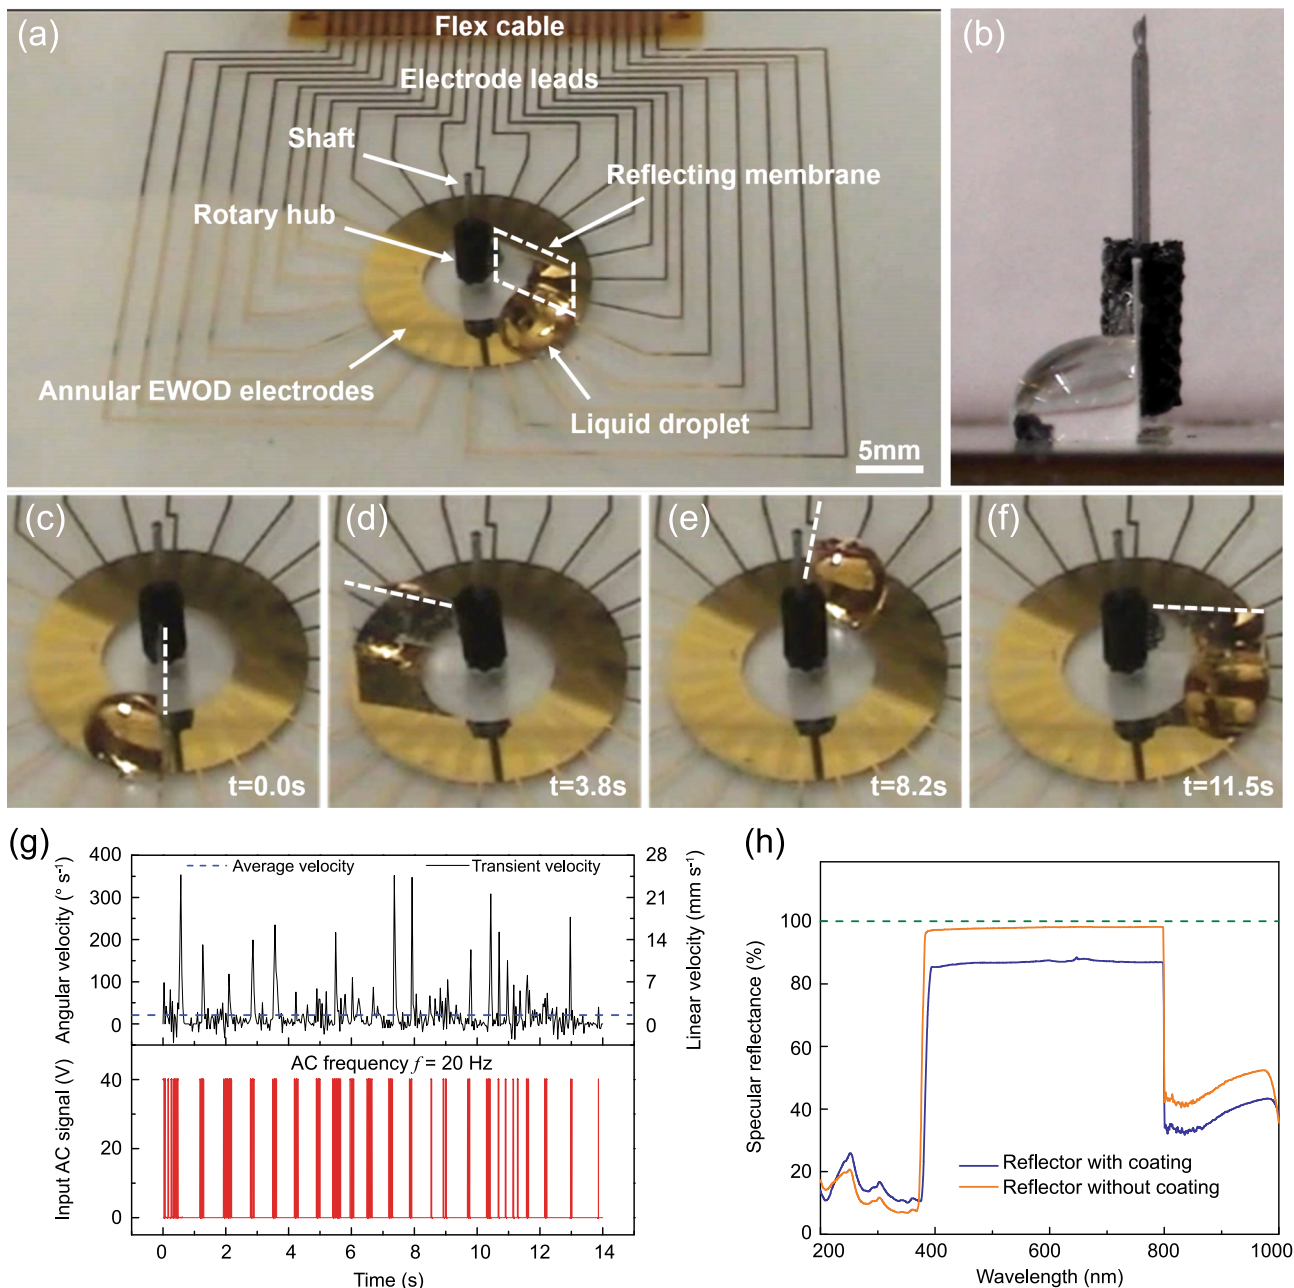 (a)
Flex cable
Electrode leads
Shaft
Reflecting membrane
Rotary hub
Annular EWOD electrodes
Liquid droplet
5mm
(b)
(c)
t=0.0s
(d)
t=3.8s
(e)
t=8.2s
(f)
t=11.5s
(g)
Average velocity
Transient velocity
Angular velocity (° s⁻¹)
400
300
200
100
0
Linear velocity (mm s⁻¹)
28
21
14
7
0
AC frequency f = 20 Hz
Input AC signal (V)
40
20
0
0 2 4 6 8 10 12 14
Time (s)
(h)
Specular reflectance (%)
100
80
60
40
20
0
Reflector with coating
Reflector without coating
200 400 600 800 1000
Wavelength (nm)